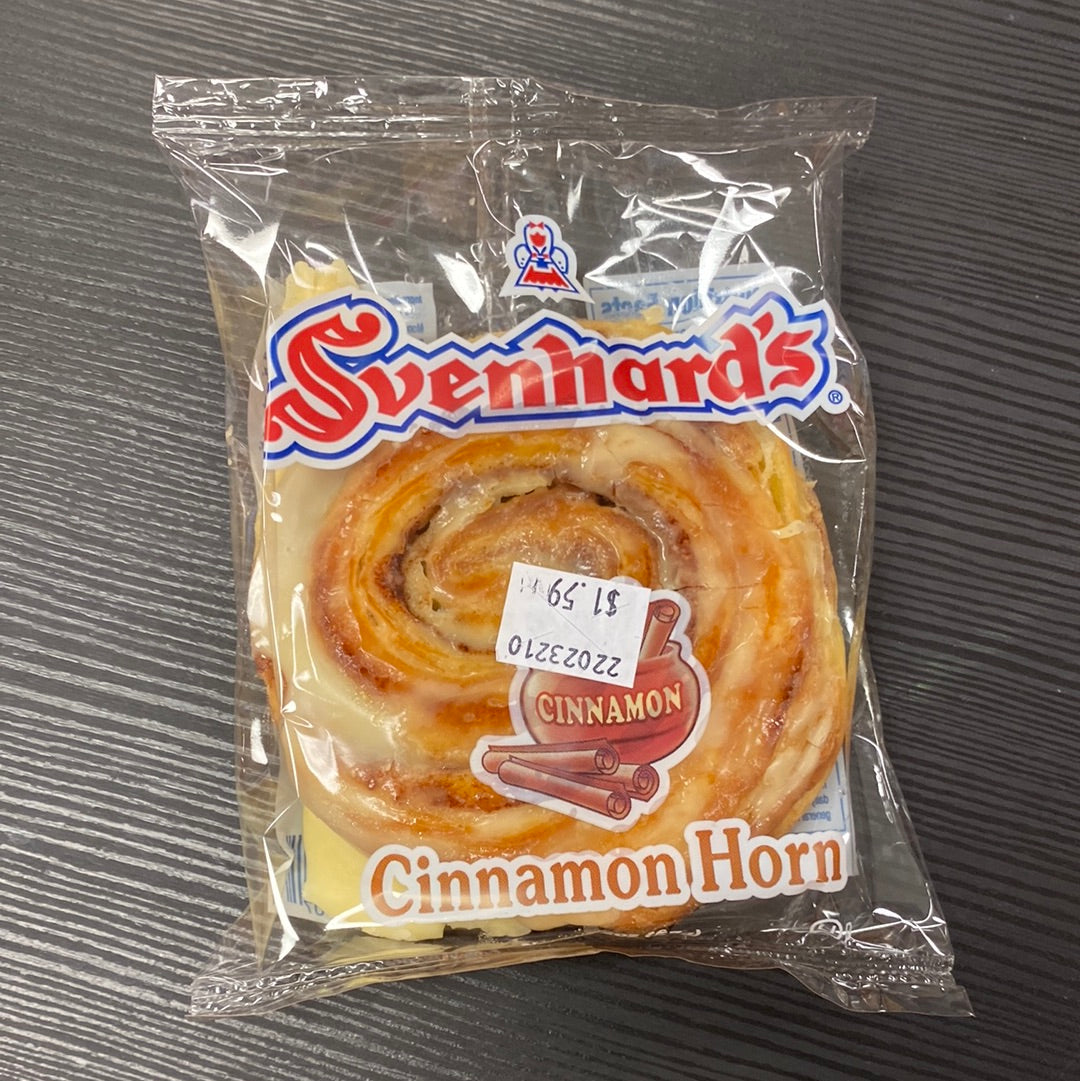 Svenhard's ®
$1.59
22023210
CINNAMON
Cinnamon Horn